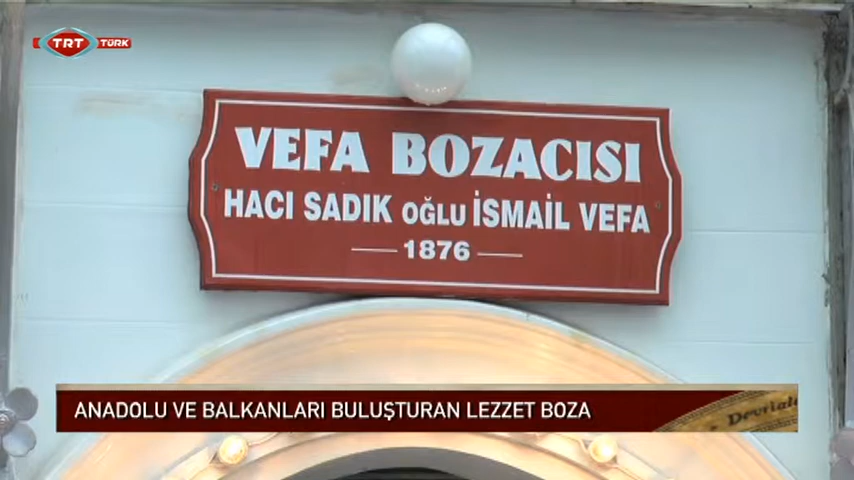 TRT TÜRK
VEFA BOZACISI
HACI SADIK OĞLU İSMAİL VEFA
1876
ANADOLU VE BALKANLARI BULUŞTURAN LEZZET BOZA